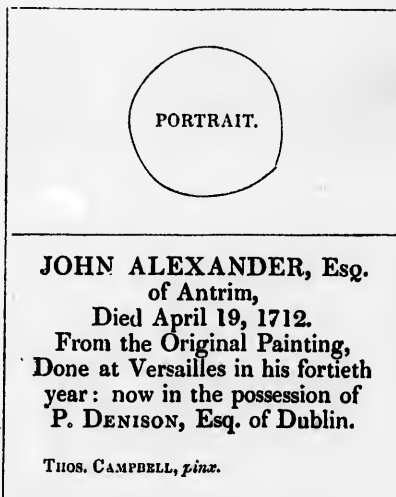 PORTRAIT.
JOHN ALEXANDER, Esq.
of Antrim,
Died April 19, 1712.
From the Original Painting,
Done at Versailles in his fortieth
year: now in the possession of
P. DENISON, Esq. of Dublin.
THOS. CAMPBELL, pinx.